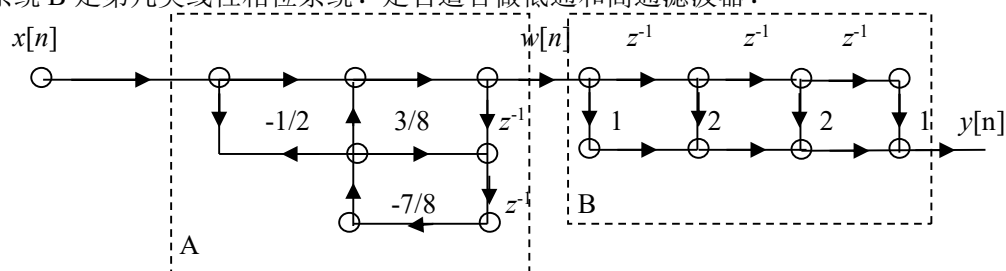 系统 B 是第几类线性相位系统？是否适合做低通和高通滤波器？
x[n] w[n] z⁻¹ z⁻¹ z⁻¹
-1/2 3/8 z⁻¹ 1 2 2 1 y[n]
-7/8 z⁻¹ B
A